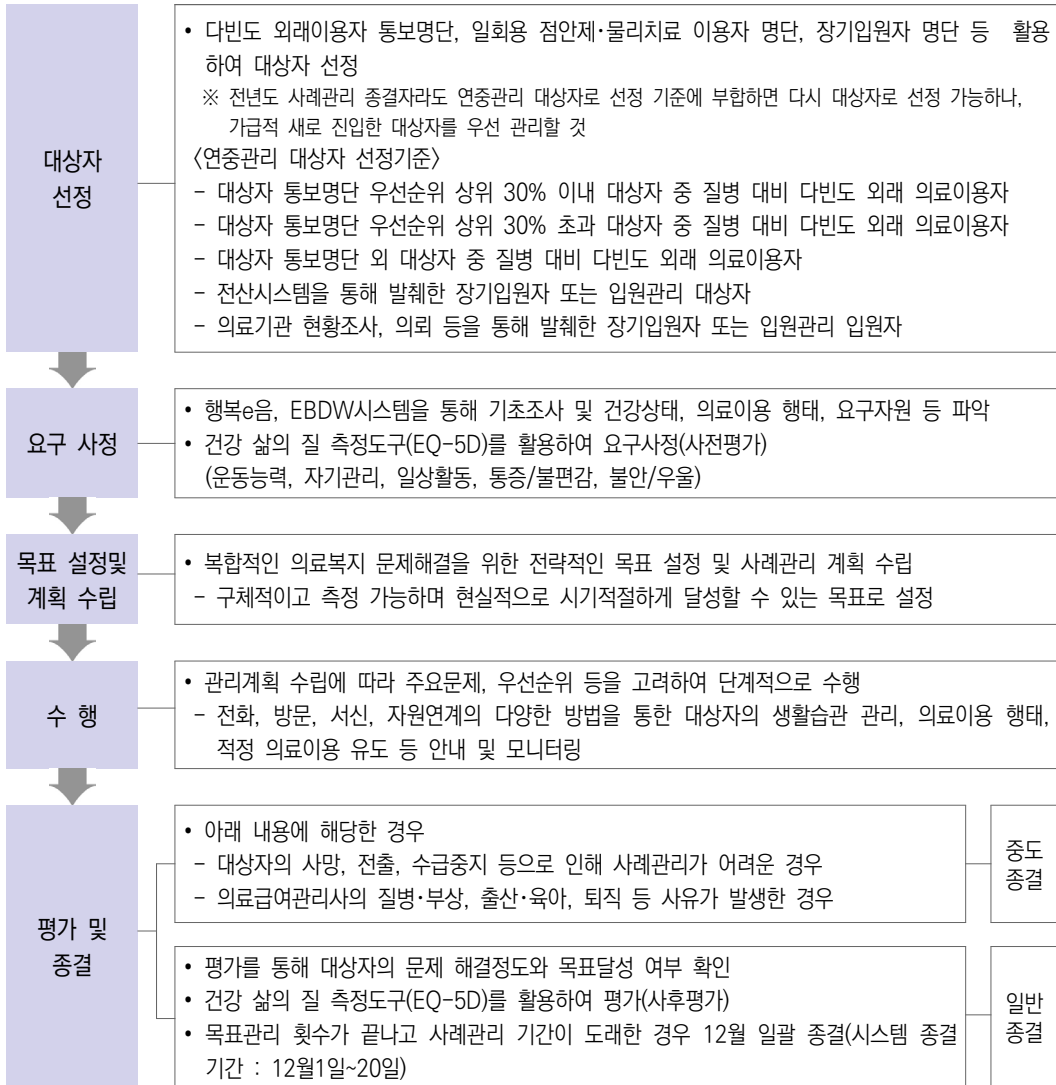 대상자
선정
• 다빈도 외래이용자 통보명단, 일회용 점안제·물리치료 이용자 명단, 장기입원자 명단 등 활용
하여 대상자 선정
※ 전년도 사례관리 종결자라도 연중관리 대상자로 선정 기준에 부합하면 다시 대상자로 선정 가능하나,
가급적 새로 진입한 대상자를 우선 관리할 것
〈연중관리 대상자 선정기준〉
- 대상자 통보명단 우선순위 상위 30% 이내 대상자 중 질병 대비 다빈도 외래 의료이용자
- 대상자 통보명단 우선순위 상위 30% 초과 대상자 중 질병 대비 다빈도 외래 의료이용자
- 대상자 통보명단 외 대상자 중 질병 대비 다빈도 외래 의료이용자
- 전산시스템을 통해 발췌한 장기입원자 또는 입원관리 대상자
- 의료기관 현황조사, 의뢰 등을 통해 발췌한 장기입원자 또는 입원관리 입원자
요구 사정
• 행복e음, EBDW시스템을 통해 기초조사 및 건강상태, 의료이용 행태, 요구자원 등 파악
• 건강 삶의 질 측정도구(EQ-5D)를 활용하여 요구사정(사전평가)
(운동능력, 자기관리, 일상활동, 통증/불편감, 불안/우울)
목표 설정및
계획 수립
• 복합적인 의료복지 문제해결을 위한 전략적인 목표 설정 및 사례관리 계획 수립
- 구체적이고 측정 가능하며 현실적으로 시기적절하게 달성할 수 있는 목표로 설정
수 행
• 관리계획 수립에 따라 주요문제, 우선순위 등을 고려하여 단계적으로 수행
- 전화, 방문, 서신, 자원연계의 다양한 방법을 통한 대상자의 생활습관 관리, 의료이용 행태,
적정 의료이용 유도 등 안내 및 모니터링
평가 및
종결
• 아래 내용에 해당한 경우
- 대상자의 사망, 전출, 수급중지 등으로 인해 사례관리가 어려운 경우
- 의료급여관리사의 질병·부상, 출산·육아, 퇴직 등 사유가 발생한 경우
중도
종결
• 평가를 통해 대상자의 문제 해결정도와 목표달성 여부 확인
• 건강 삶의 질 측정도구(EQ-5D)를 활용하여 평가(사후평가)
• 목표관리 횟수가 끝나고 사례관리 기간이 도래한 경우 12월 일괄 종결(시스템 종결
기간 : 12월1일~20일)
일반
종결